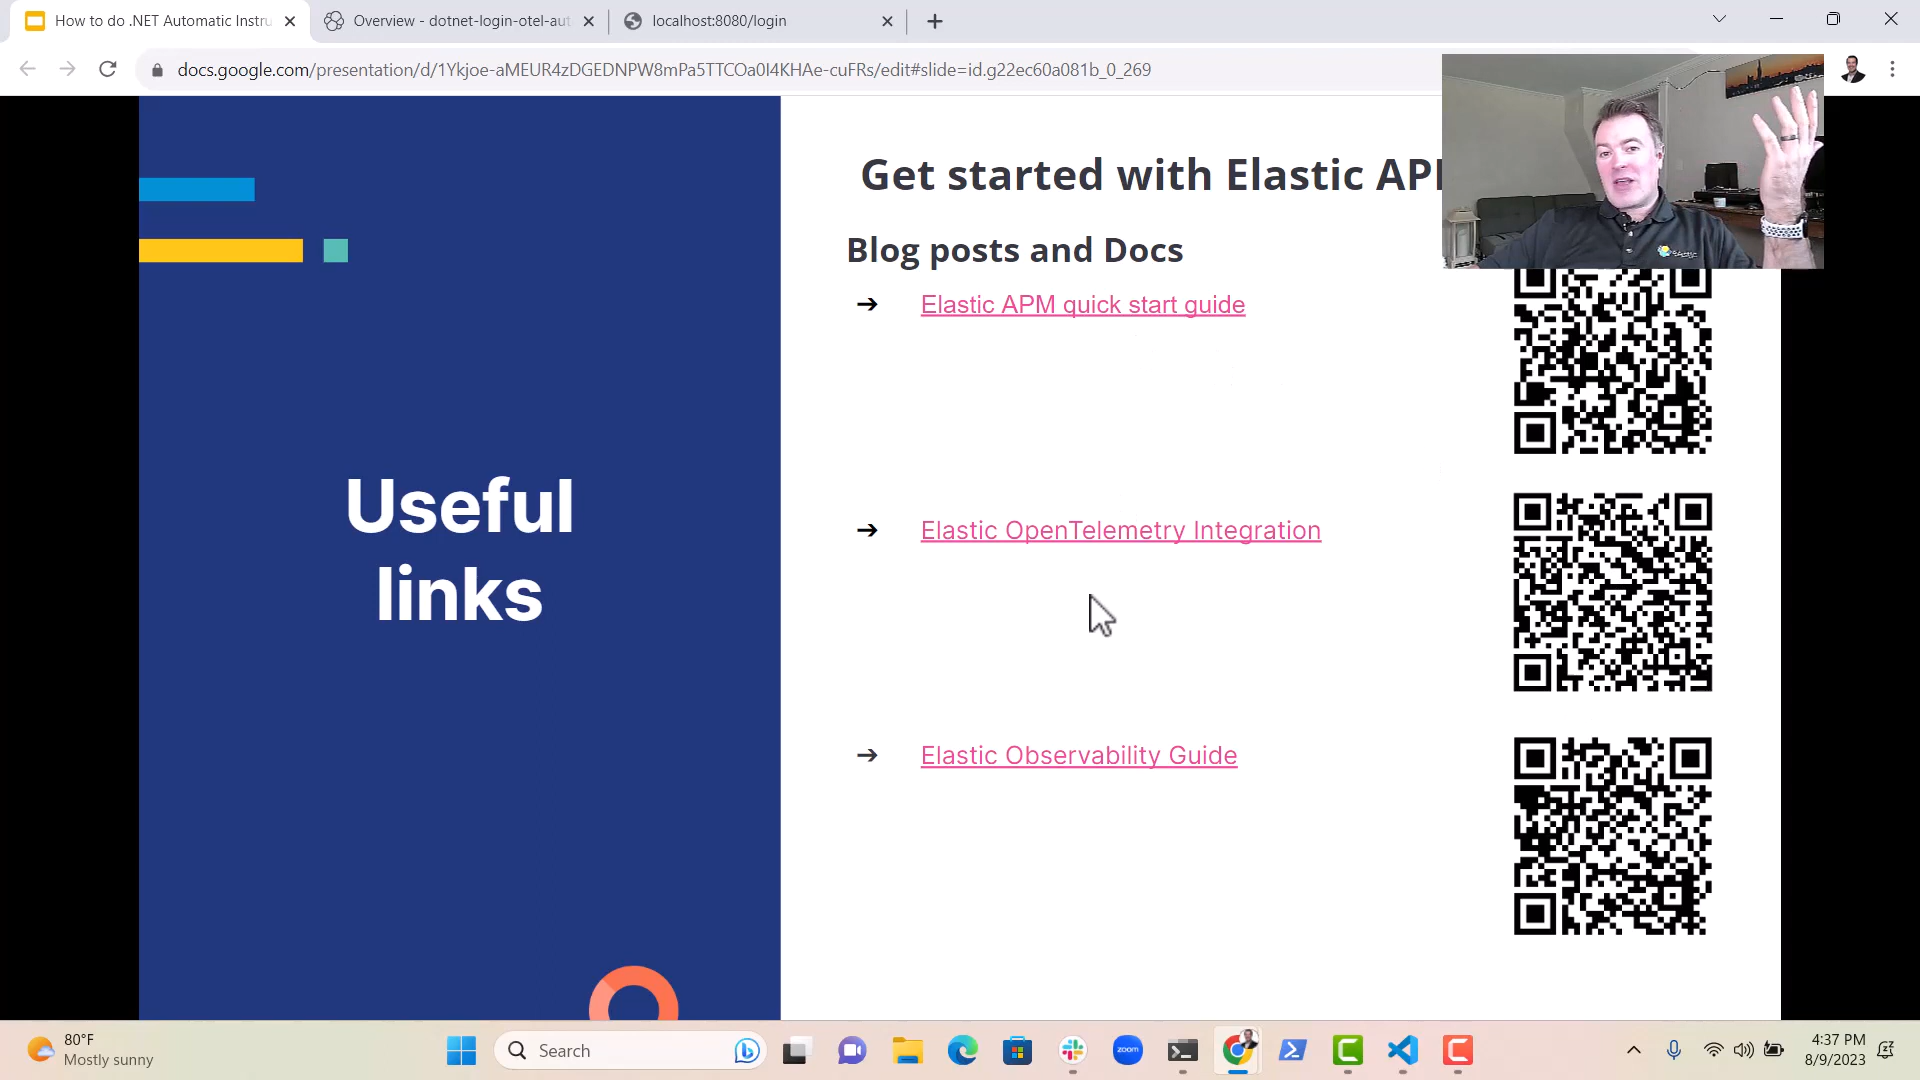 How to do .NET Automatic Instru
Overview - dotnet-login-otel-aut
localhost:8080/login
docs.google.com/presentation/d/1Ykjoe-aMEUR4zDGEDNPW8mPa5TTCOa0I4KHAe-cuFRs/edit#slide=id.g22ec60a081b_0_269
Useful
links
Get started with Elastic AP
Blog posts and Docs
➔ Elastic APM quick start guide
➔ Elastic OpenTelemetry Integration
➔ Elastic Observability Guide
80°F
Mostly sunny
Search
zoom
4:37 PM
8/9/2023